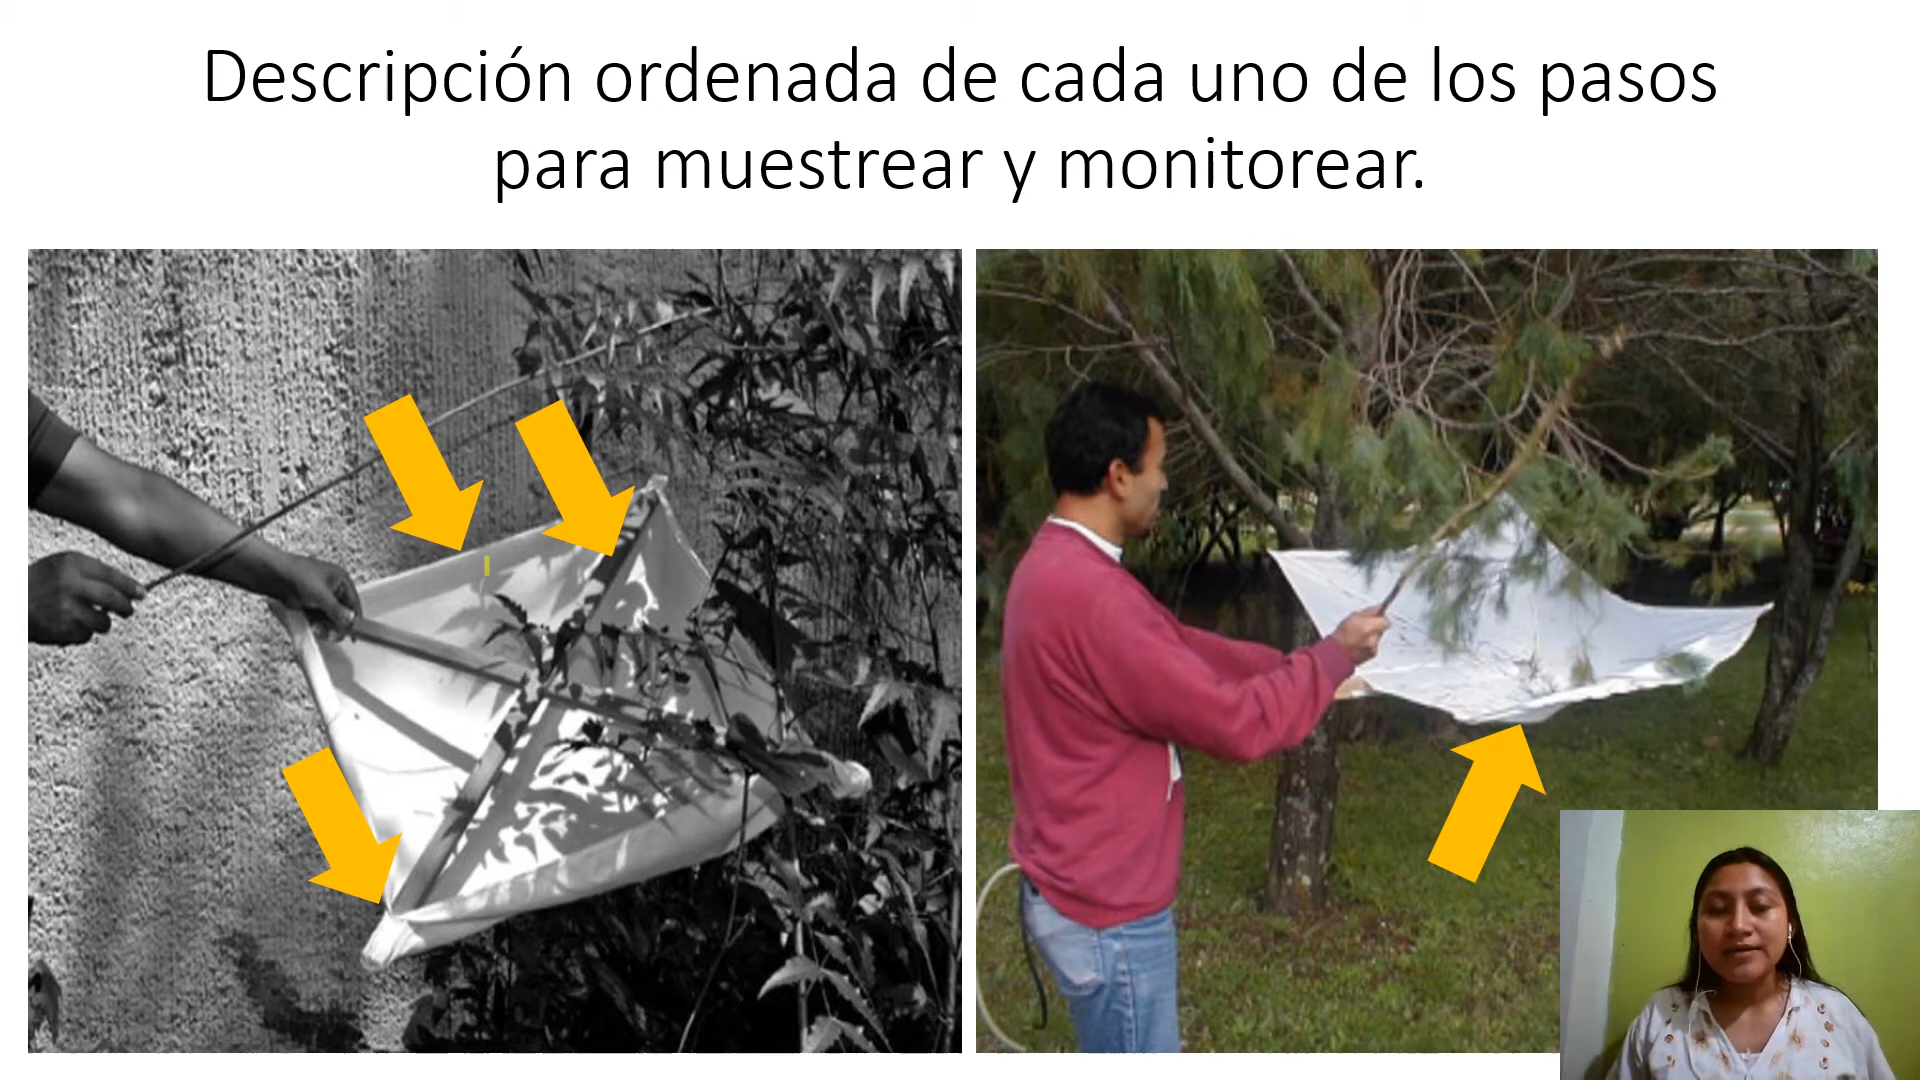 Descripción ordenada de cada uno de los pasos
para muestrear y monitorear.